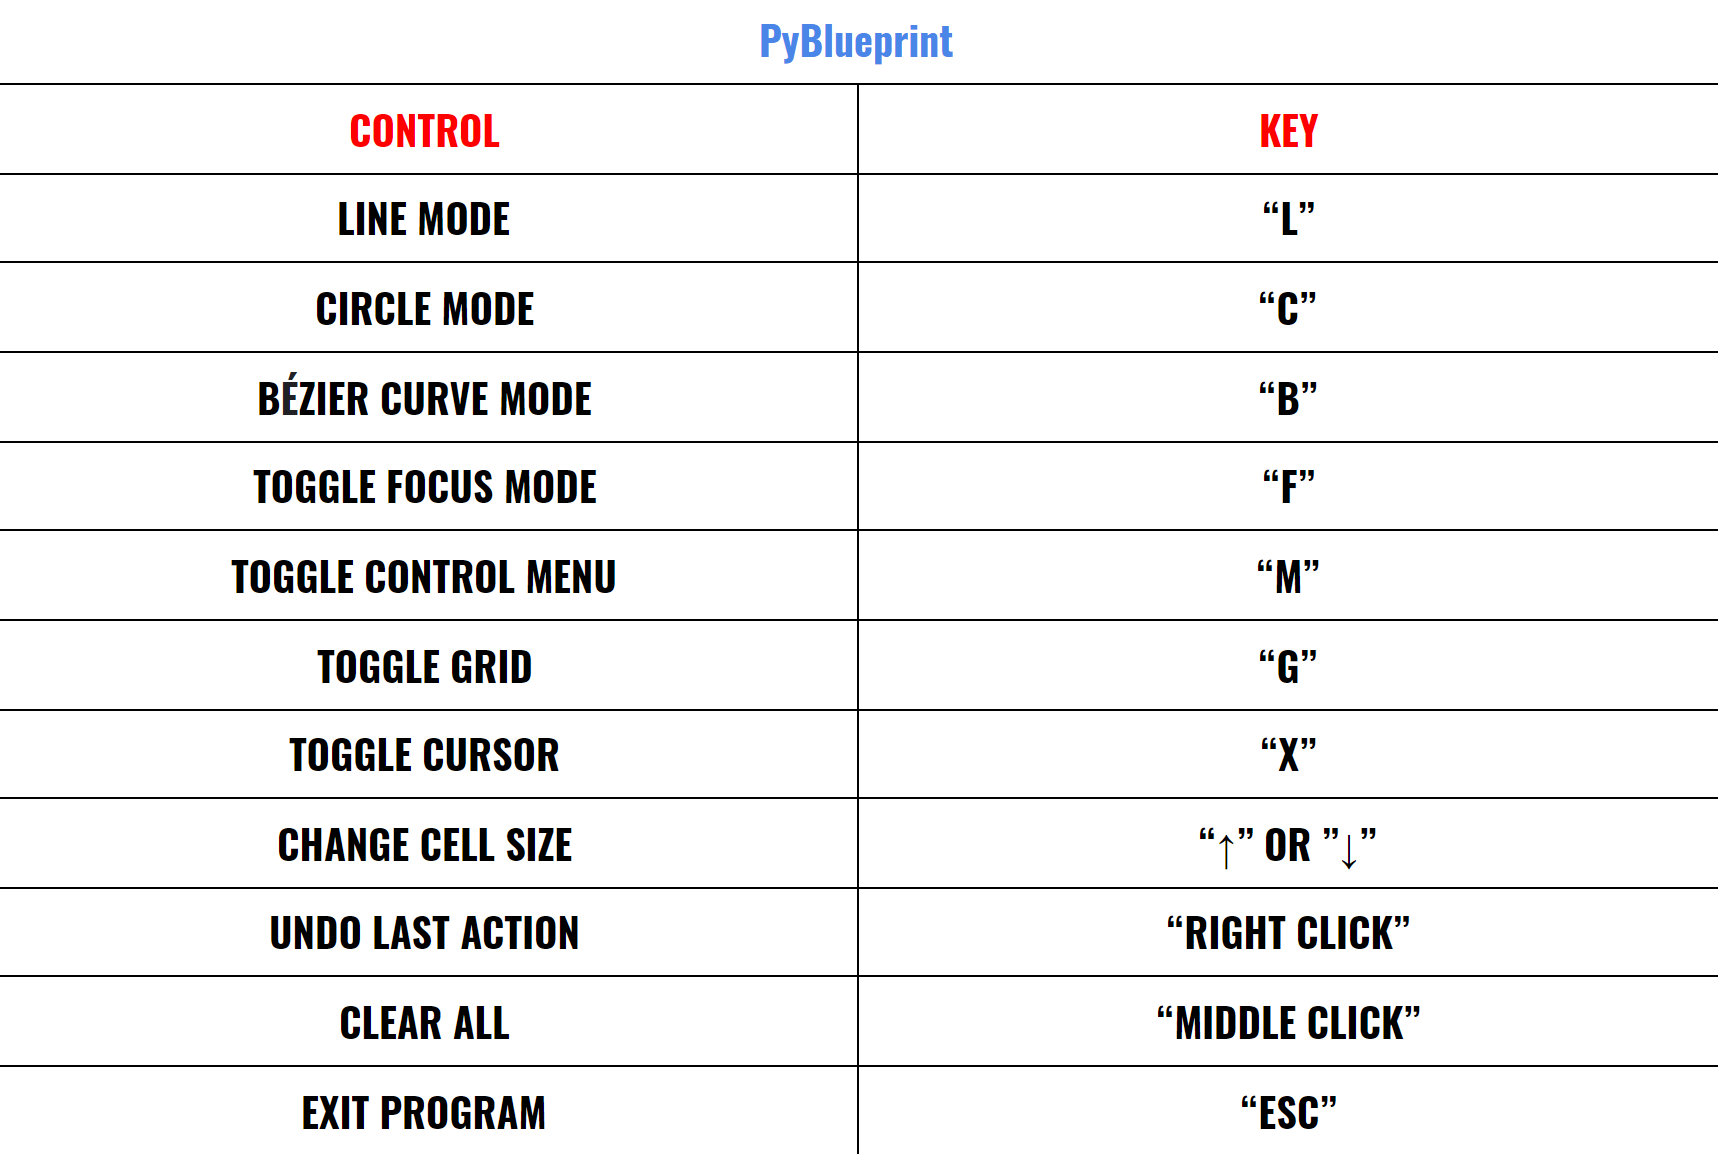 PyBlueprint
CONTROL KEY
LINE MODE “L”
CIRCLE MODE “C”
BÉZIER CURVE MODE “B”
TOGGLE FOCUS MODE “F”
TOGGLE CONTROL MENU “M”
TOGGLE GRID “G”
TOGGLE CURSOR “X”
CHANGE CELL SIZE “↑” OR ”↓”
UNDO LAST ACTION “RIGHT CLICK”
CLEAR ALL “MIDDLE CLICK”
EXIT PROGRAM “ESC”